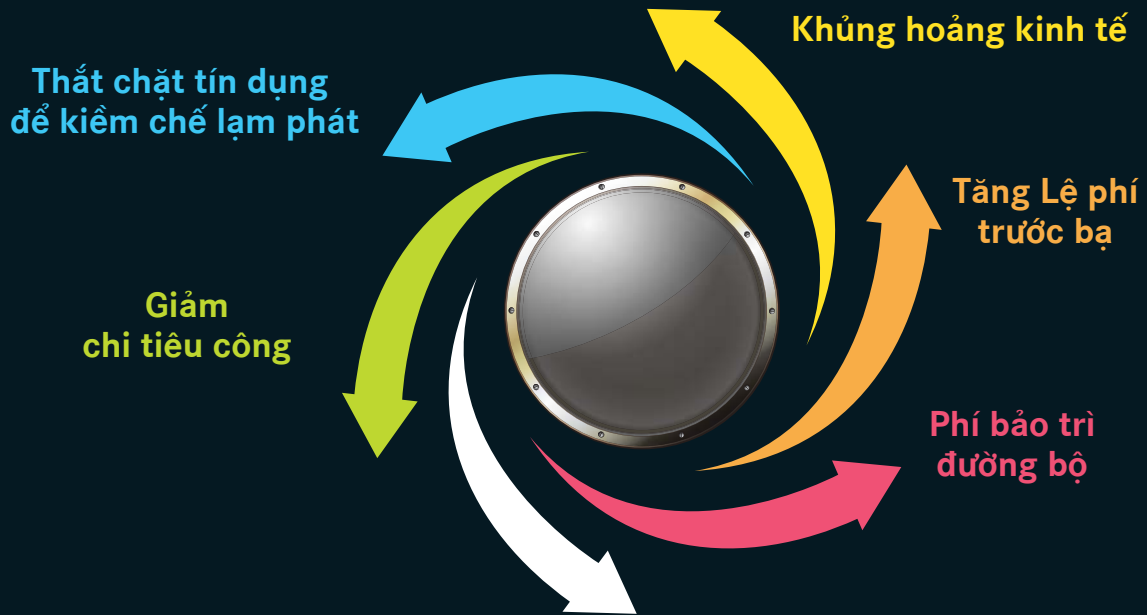 Khủng hoảng kinh tế
Thắt chặt tín dụng
để kiềm chế lạm phát
Tăng Lệ phí
trước bạ
Giảm
chi tiêu công
Phí bảo trì
đường bộ